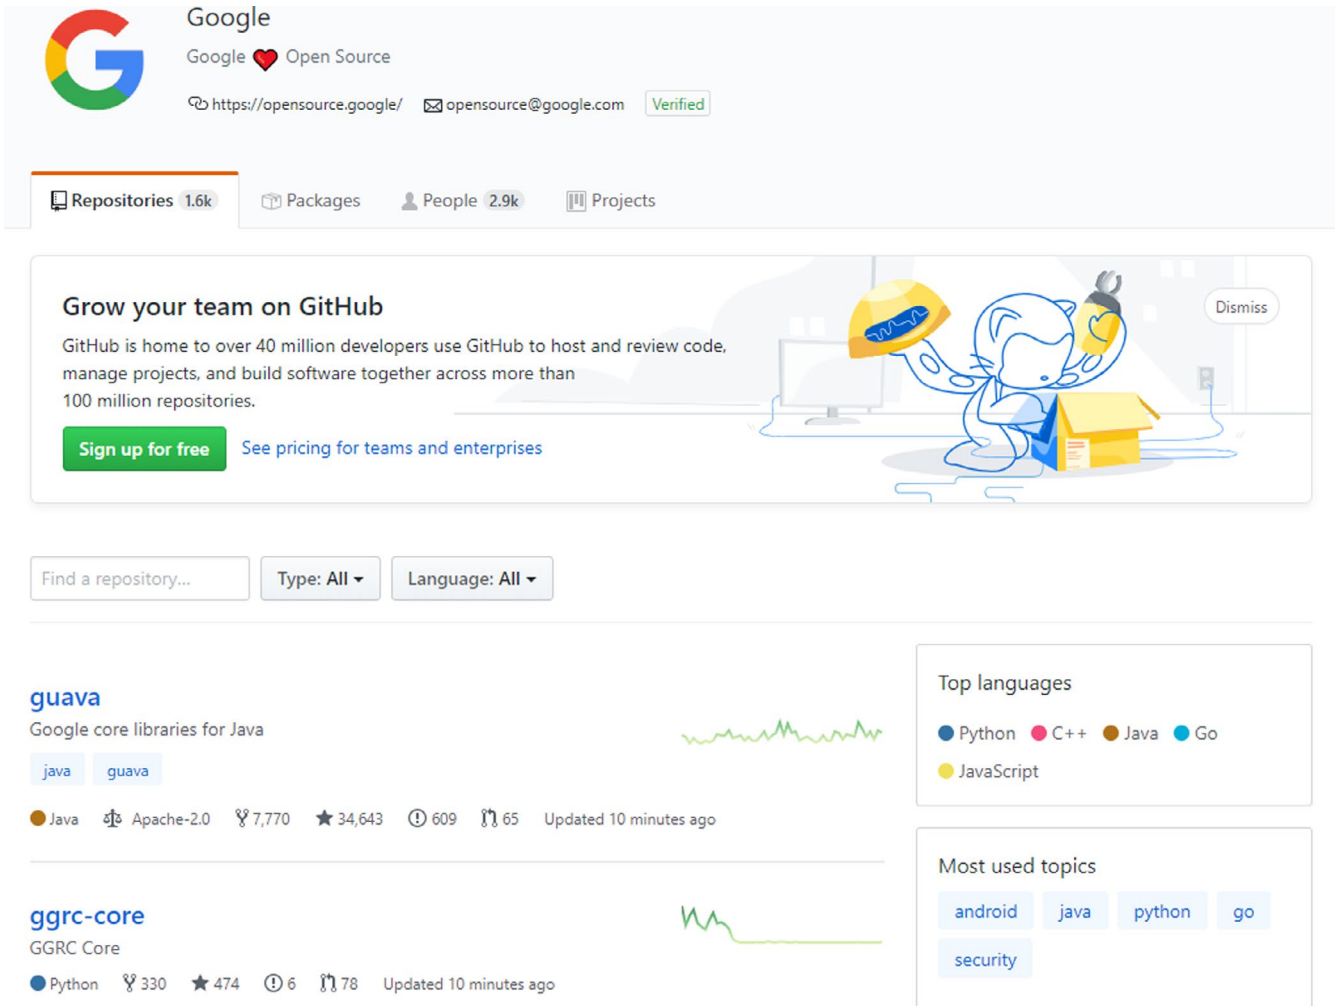 Google
Google ❤ Open Source
https://opensource.google/ opensource@google.com Verified
Repositories 1.6k Packages People 2.9k Projects
Grow your team on GitHub
Dismiss
GitHub is home to over 40 million developers use GitHub to host and review code,
manage projects, and build software together across more than
100 million repositories.
Sign up for free See pricing for teams and enterprises
Find a repository... Type: All Language: All
guava
Google core libraries for Java
java guava
Java Apache-2.0 7,770 34,643 609 65 Updated 10 minutes ago
ggrc-core
GGRC Core
Python 330 474 6 78 Updated 10 minutes ago
Top languages
Python C++ Java Go
JavaScript
Most used topics
android java python go
security